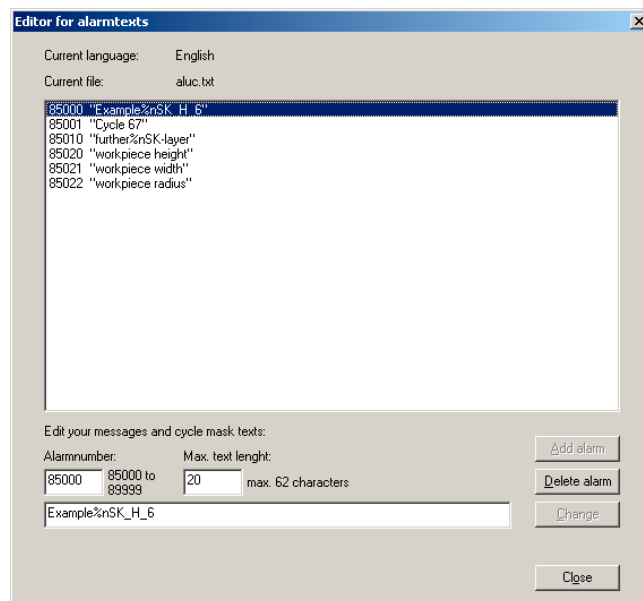 Editor for alarmtexts
Current language: English
Current file: aluc.txt
85000 "Example%nSK_H_6"
85001 "Cycle 67"
85010 "further%nSK-layer"
85020 "workpiece height"
85021 "workpiece width"
85022 "workpiece radius"
Edit your messages and cycle mask texts:
Alarmnumber: Max. text lenght:
85000 85000 to 89999 20 max. 62 characters
Example%nSK_H_6
Add alarm
Delete alarm
Change
Close